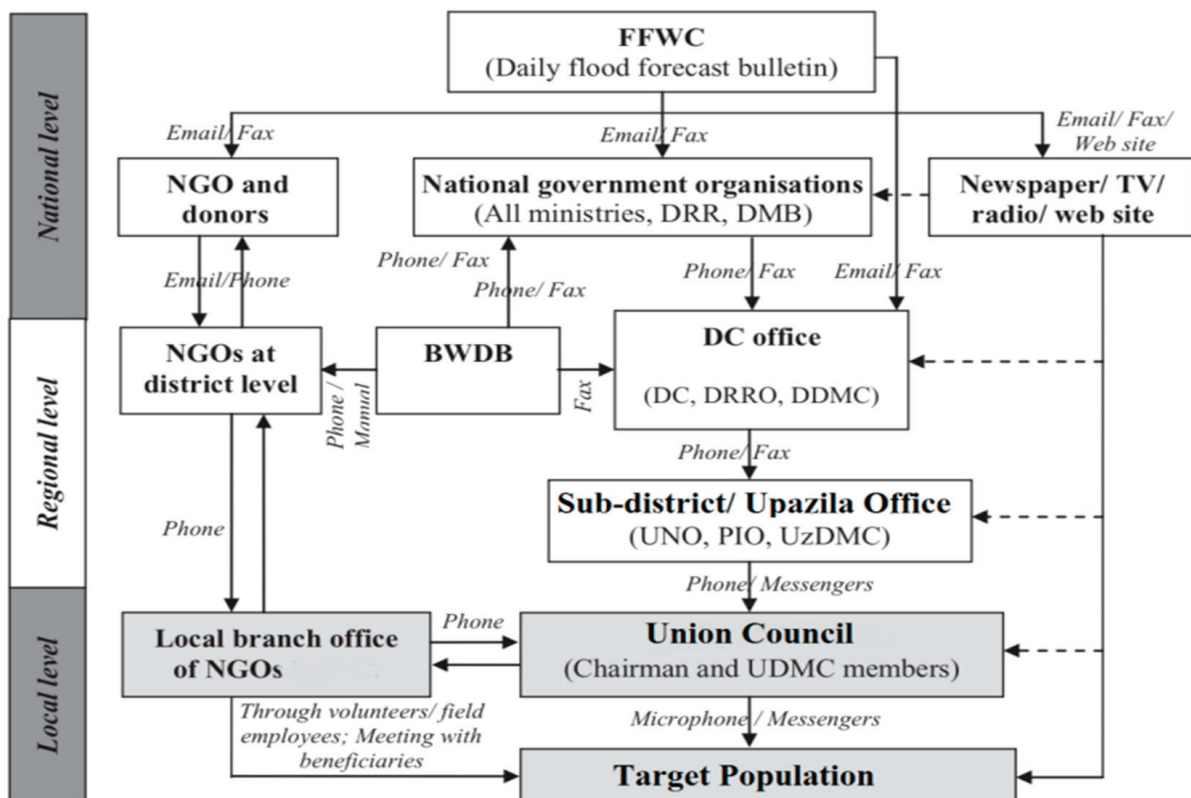 National level
Regional level
Local level
FFWC
(Daily flood forecast bulletin)
Email/ Fax
Email/ Fax
Email/ Fax/
Web site
NGO and
donors
National government organisations
(All ministries, DRR, DMB)
Newspaper/ TV/
radio/ web site
Email/Phone
Phone/ Fax
Phone/ Fax
Phone/ Fax
Email/ Fax
NGOs at
district level
Phone /
Manual
BWDB
Fax
DC office
(DC, DRRO, DDMC)
Phone/ Fax
Sub-district/ Upazila Office
(UNO, PIO, UzDMC)
Phone
Phone/ Messengers
Local branch office
of NGOs
Phone
Union Council
(Chairman and UDMC members)
Through volunteers/ field
employees; Meeting with
beneficiaries
Microphone / Messengers
Target Population